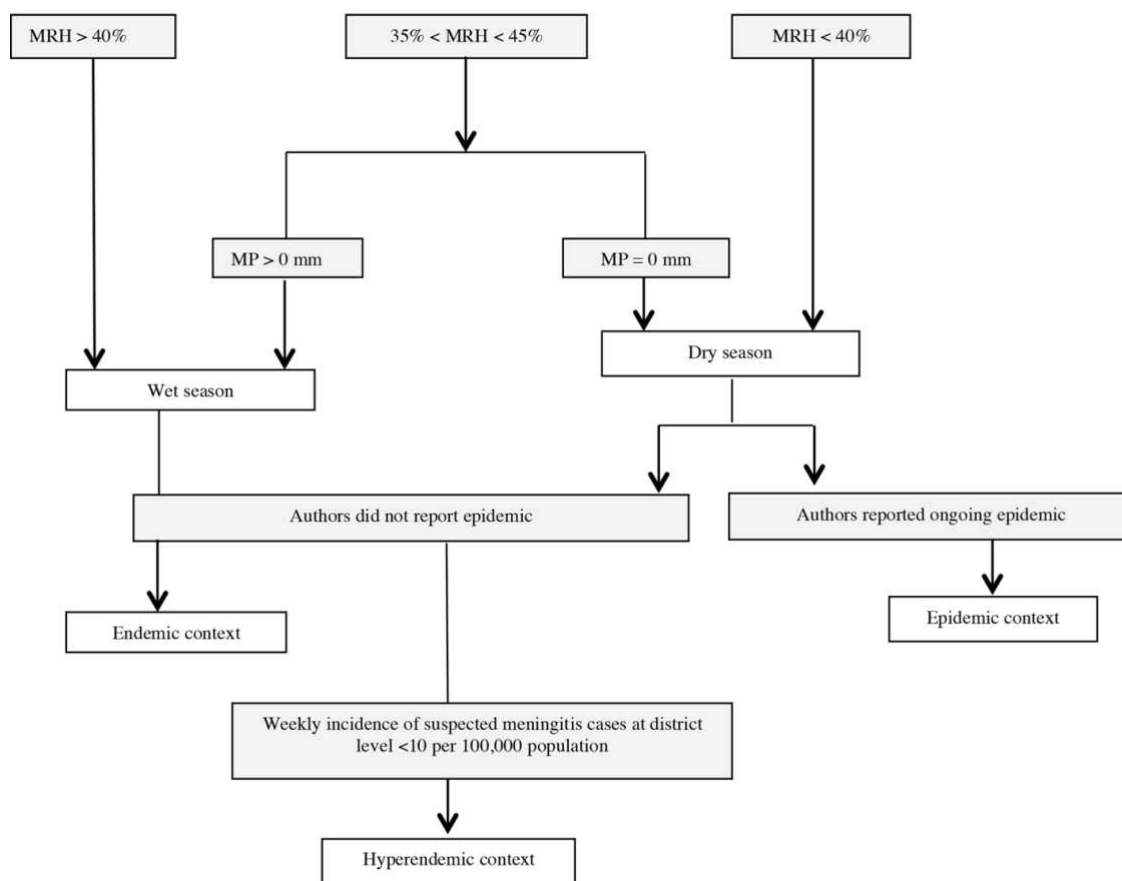 MRH > 40%
35% < MRH < 45%
MRH < 40%
MP > 0 mm
MP = 0 mm
Dry season
Wet season
Authors did not report epidemic
Authors reported ongoing epidemic
Endemic context
Epidemic context
Weekly incidence of suspected meningitis cases at district
level <10 per 100,000 population
Hyperendemic context